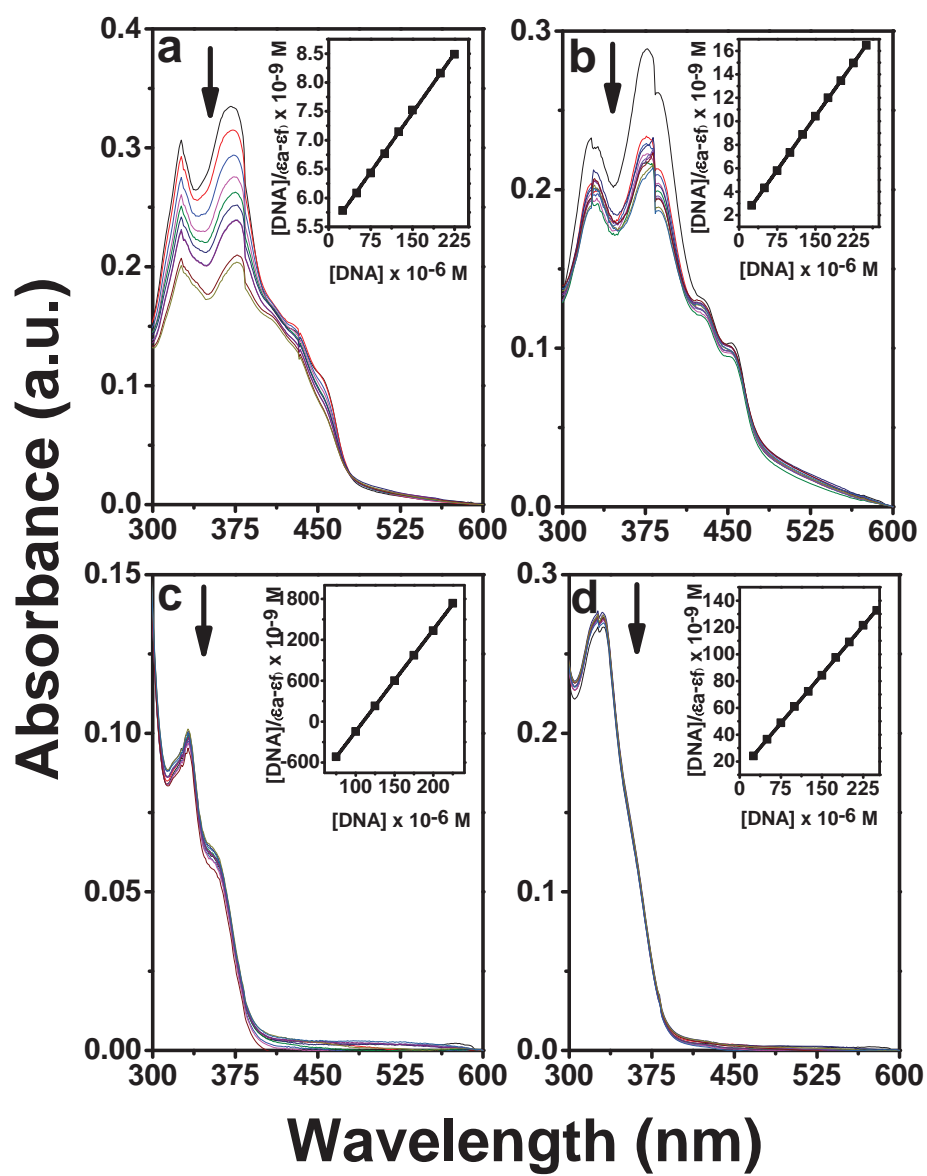 Absorbance (a.u.)
a
0.4
0.3
0.2
0.1
0.0
300 375 450 525 600
[DNA]/(εa-εf) x 10-9 M
8.5
8.0
7.5
7.0
6.5
6.0
5.5
0 75 150 225
[DNA] x 10-6 M
b
0.3
0.2
0.1
0.0
300 375 450 525 600
[DNA]/(εa-εf) x 10-9 M
16
14
12
10
8
6
4
2
0 75 150 225
[DNA] x 10-6 M
c
0.15
0.10
0.05
0.00
300 375 450 525 600
[DNA]/(εa-εf) x 10-9 M
1800
1200
600
0
-600
100 150 200
[DNA] x 10-6 M
d
0.3
0.2
0.1
0.0
300 375 450 525 600
[DNA]/(εa-εf) x 10-9 M
140
120
100
80
60
40
20
0 75 150 225
[DNA] x 10-6 M
Wavelength (nm)